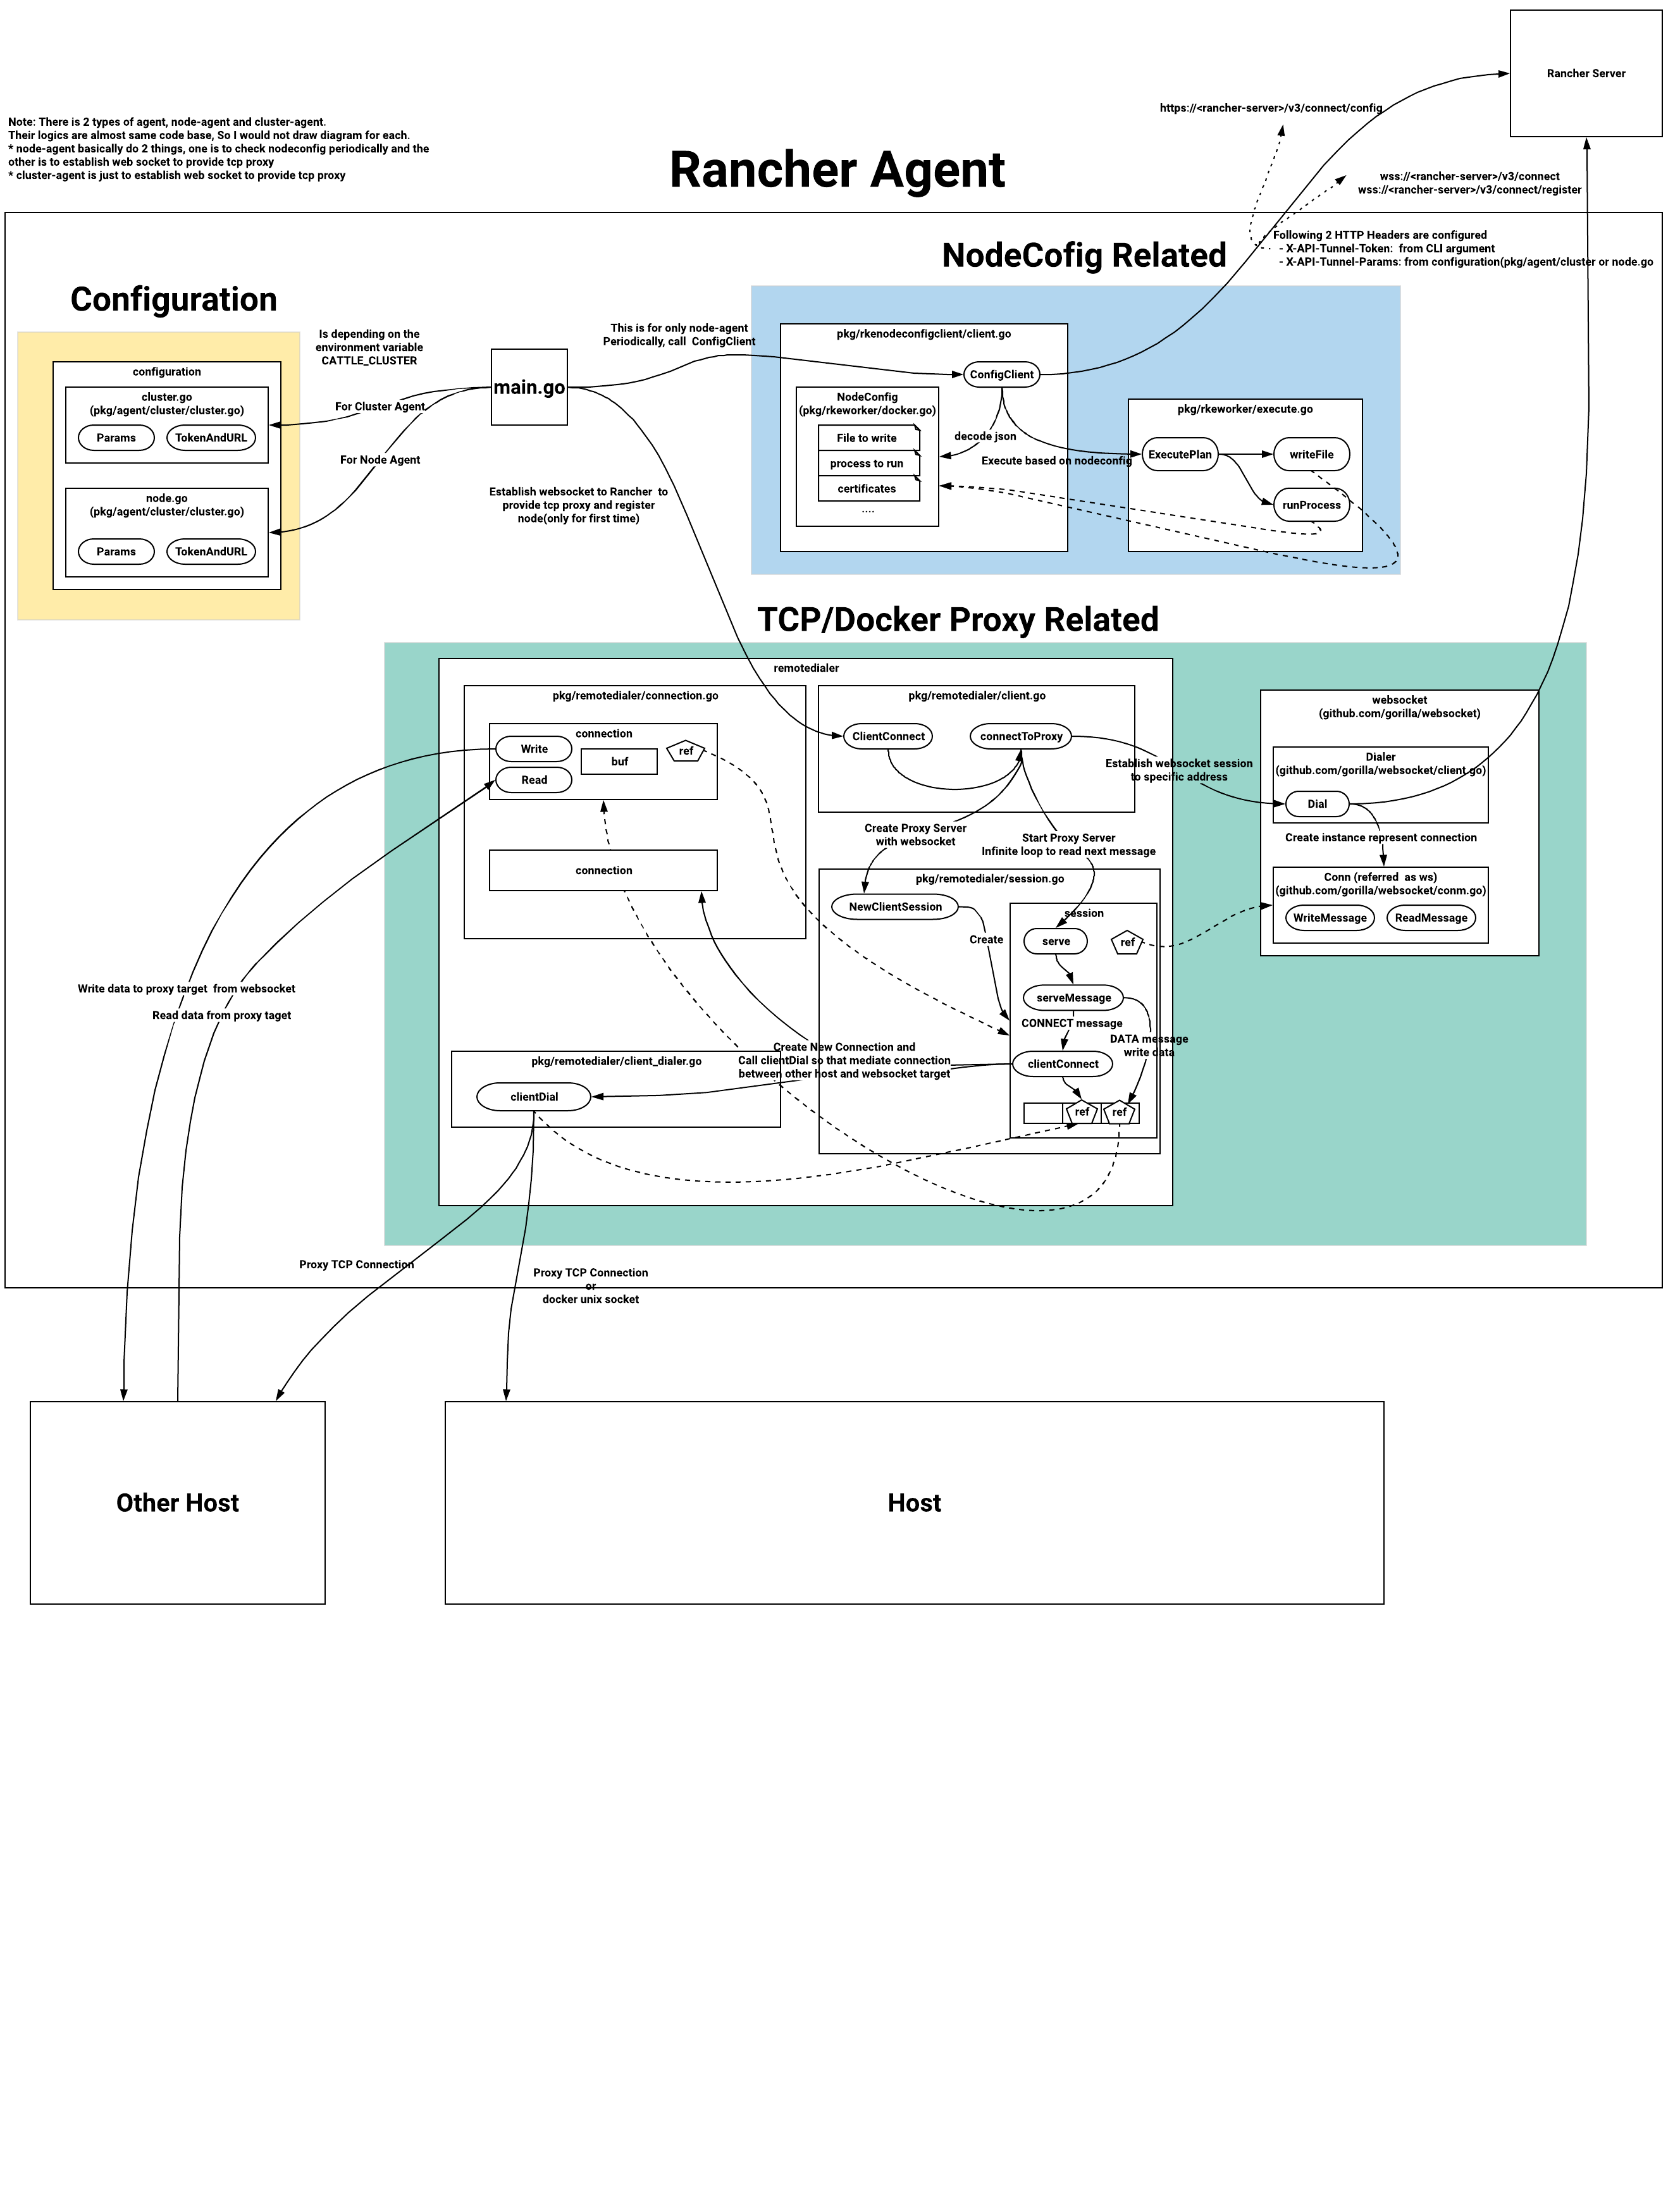 Rancher Server
https://<rancher-server>/v3/connect/config
Note: There is 2 types of agent, node-agent and cluster-agent.
Their logics are almost same code base, So I would not draw diagram for each.
* node-agent basically do 2 things, one is to check nodeconfig periodically and the
other is to establish web socket to provide tcp proxy
* cluster-agent is just to establish web socket to provide tcp proxy
Rancher Agent
wss://<rancher-server>/v3/connect
wss://<rancher-server>/v3/connect/register
Following 2 HTTP Headers are configured
- X-API-Tunnel-Token:  from CLI argument
- X-API-Tunnel-Params: from configuration(pkg/agent/cluster or node.go
NodeCofig Related
Configuration
Is depending on the
environment variable
CATTLE_CLUSTER
This is for only node-agent
Periodically, call  ConfigClient
configuration
cluster.go
(pkg/agent/cluster/cluster.go)
Params
TokenAndURL
node.go
(pkg/agent/cluster/cluster.go)
Params
TokenAndURL
For Cluster Agent
For Node Agent
main.go
pkg/rkenodeconfigclient/client.go
ConfigClient
NodeConfig
(pkg/rkeworker/docker.go)
File to write
process to run
certificates
....
decode json
Execute based on nodeconfig
pkg/rkeworker/execute.go
ExecutePlan
writeFile
runProcess
Establish websocket to Rancher  to
provide tcp proxy and register
node(only for first time)
TCP/Docker Proxy Related
remotedialer
pkg/remotedialer/connection.go
connection
Write
Read
buf
ref
connection
pkg/remotedialer/client.go
ClientConnect
connectToProxy
Establish websocket session
to specific address
websocket
(github.com/gorilla/websocket)
Dialer
(github.com/gorilla/websocket/client.go)
Dial
Create instance represent connection
Conn (referred  as ws)
(github.com/gorilla/websocket/conm.go)
WriteMessage
ReadMessage
Create Proxy Server
with websocket
Start Proxy Server
Infinite loop to read next message
pkg/remotedialer/session.go
NewClientSession
Create
session
serve
ref
serveMessage
CONNECT message
DATA message
write data
clientConnect
ref
ref
Write data to proxy target  from websocket
Read data from proxy taget
Create New Connection and
Call clientDial so that mediate connection
between other host and websocket target
pkg/remotedialer/client_dialer.go
clientDial
Proxy TCP Connection
Proxy TCP Connection
or
docker unix socket
Other Host
Host